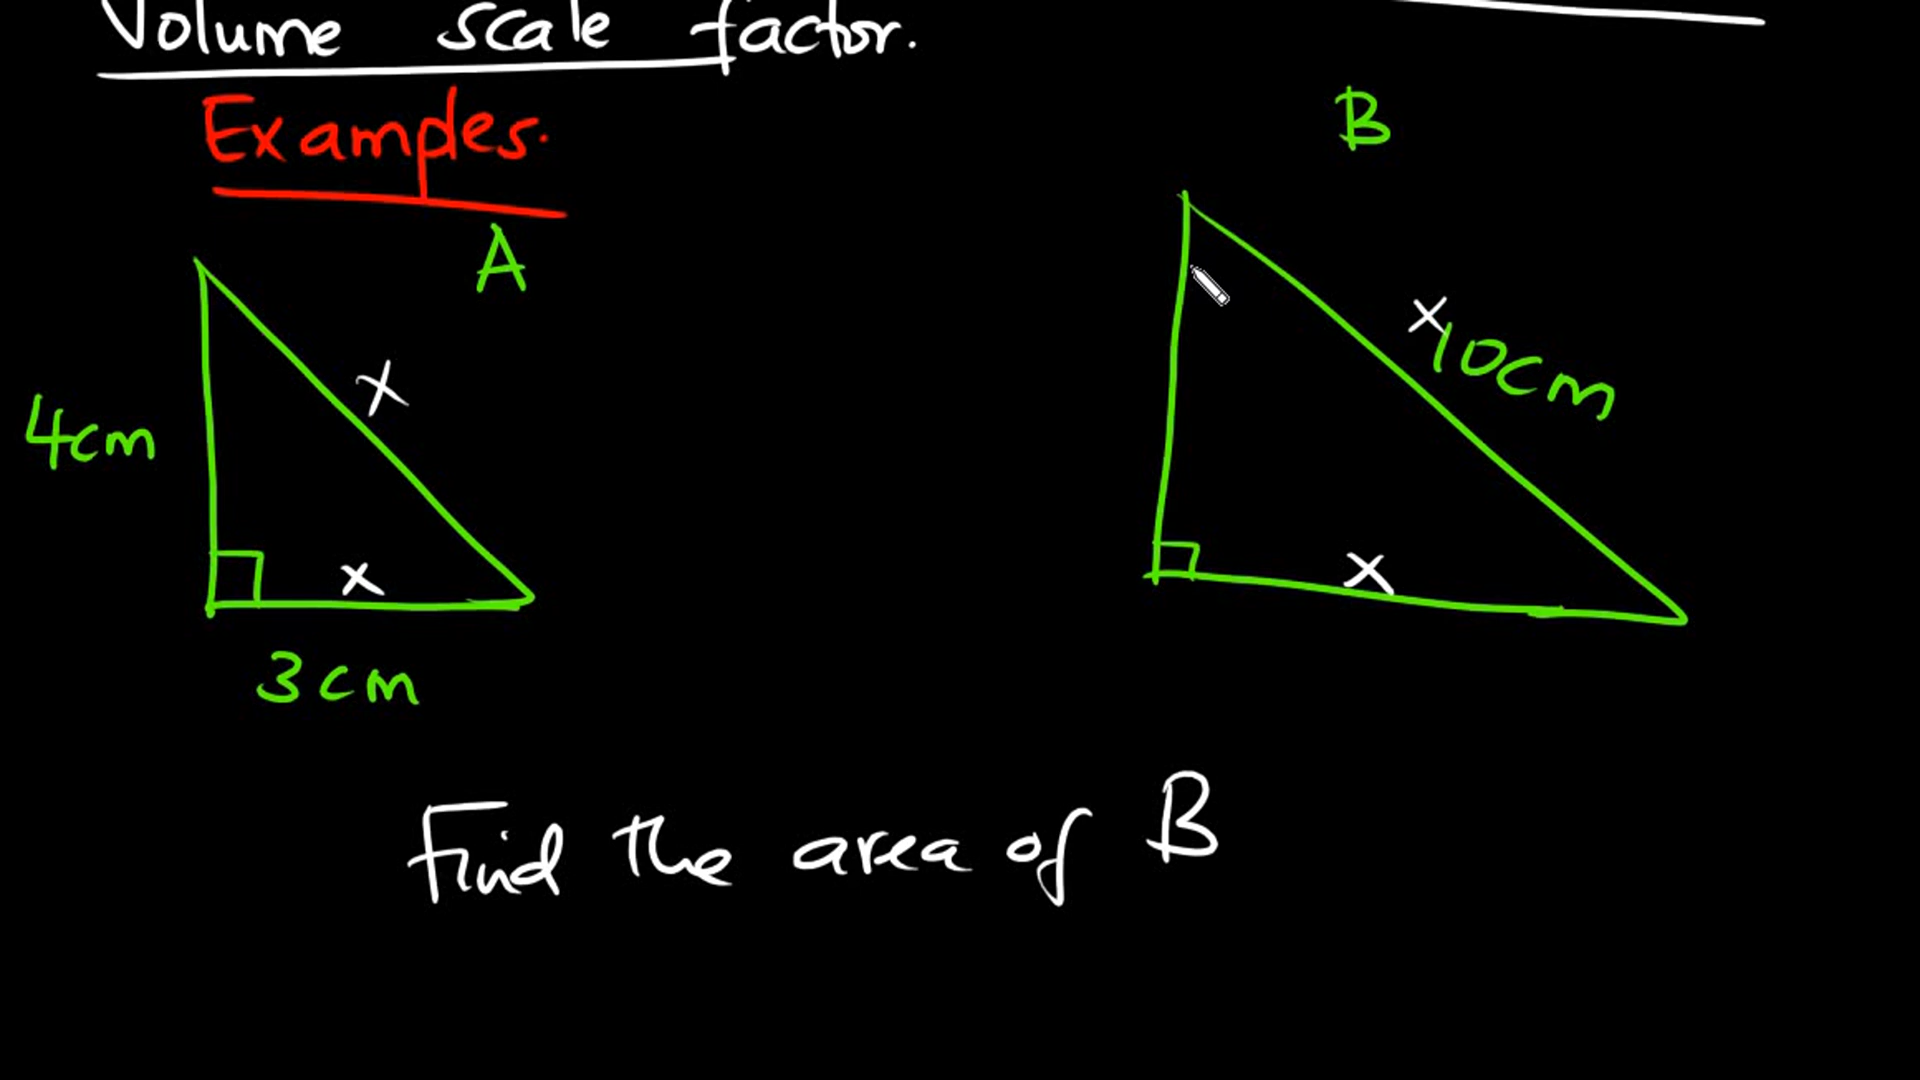 Volume scale factor.
Examples.
A
B
4cm
x
x
3cm
x
10cm
x
Find the area of B